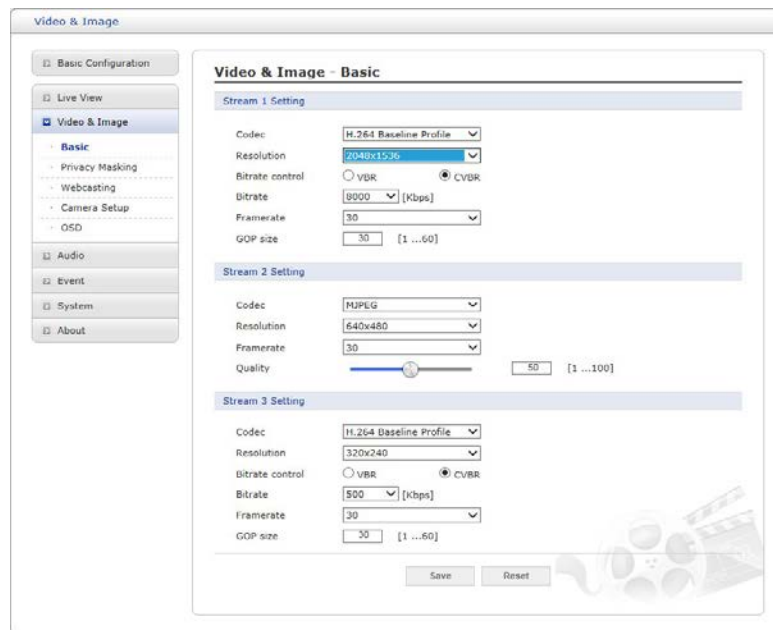 Video & Image
Basic Configuration
Live View
Video & Image
Basic
Privacy Masking
Webcasting
Camera Setup
OSD
Audio
Event
System
About
Video & Image - Basic
Stream 1 Setting
Codec H.264 Baseline Profile
Resolution 2048x1536
Bitrate control VBR CVBR
Bitrate 8000 [Kbps]
Framerate 30
GOP size 30 [1 ...60]
Stream 2 Setting
Codec MJPEG
Resolution 640x480
Framerate 30
Quality 50 [1 ...100]
Stream 3 Setting
Codec H.264 Baseline Profile
Resolution 320x240
Bitrate control VBR CVBR
Bitrate 500 [Kbps]
Framerate 30
GOP size 30 [1 ...60]
Save Reset